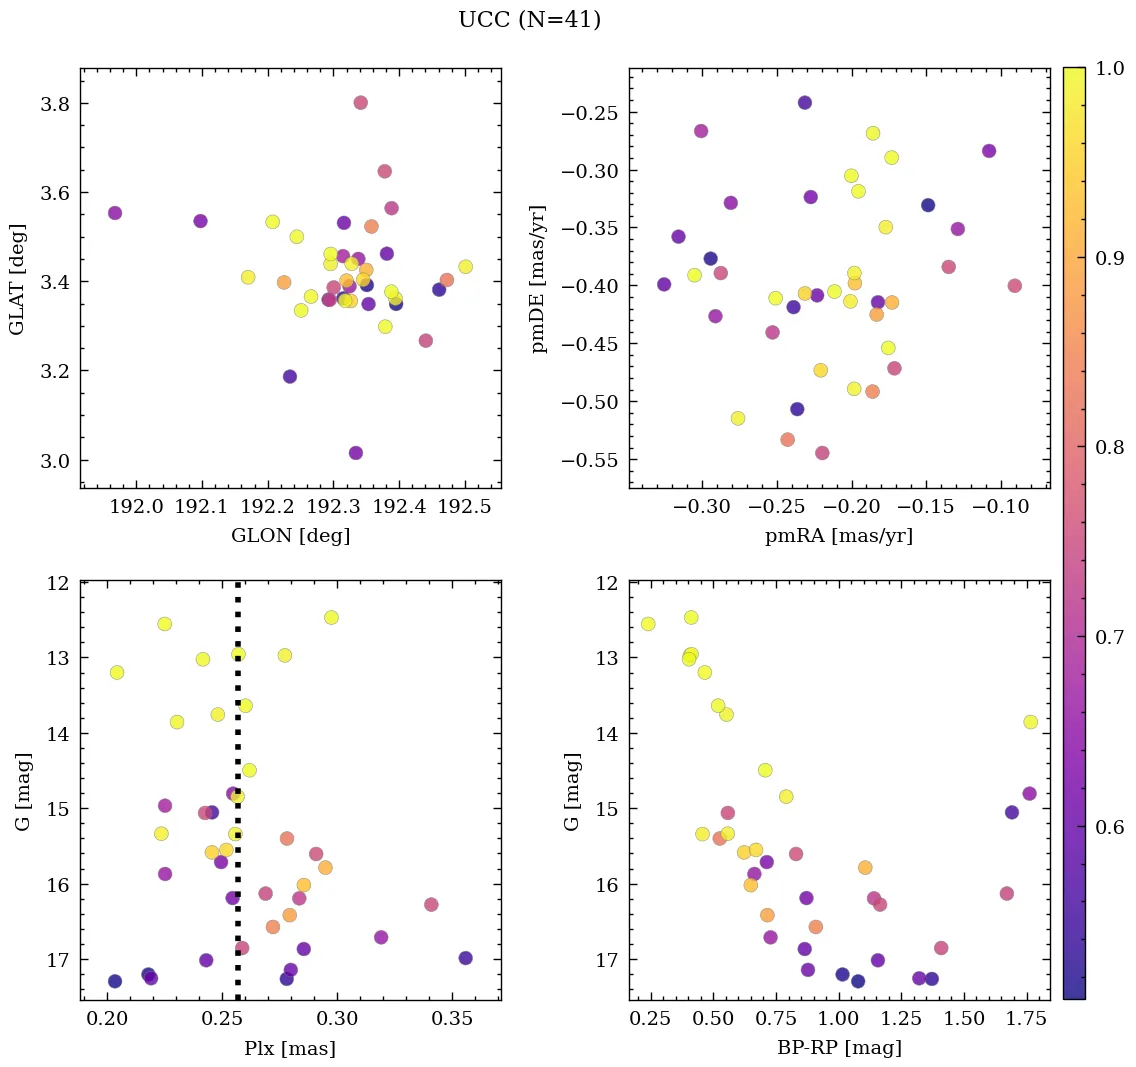 UCC (N=41)
3.8
3.6
3.4
3.2
3.0
GLAT [deg]
192.0 192.1 192.2 192.3 192.4 192.5
GLON [deg]
−0.25
−0.30
−0.35
−0.40
−0.45
−0.50
−0.55
pmDE [mas/yr]
−0.30 −0.25 −0.20 −0.15 −0.10
pmRA [mas/yr]
1.0
0.9
0.8
0.7
0.6
12
13
14
15
16
17
G [mag]
0.20 0.25 0.30 0.35
Plx [mas]
12
13
14
15
16
17
G [mag]
0.25 0.50 0.75 1.00 1.25 1.50 1.75
BP-RP [mag]